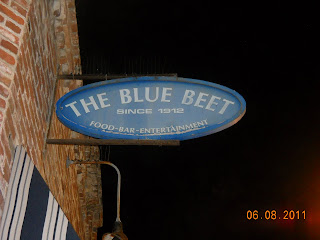 THE BLUE BEET
SINCE 1912
FOOD-BAR-ENTERTAINMENT
06.08.2011